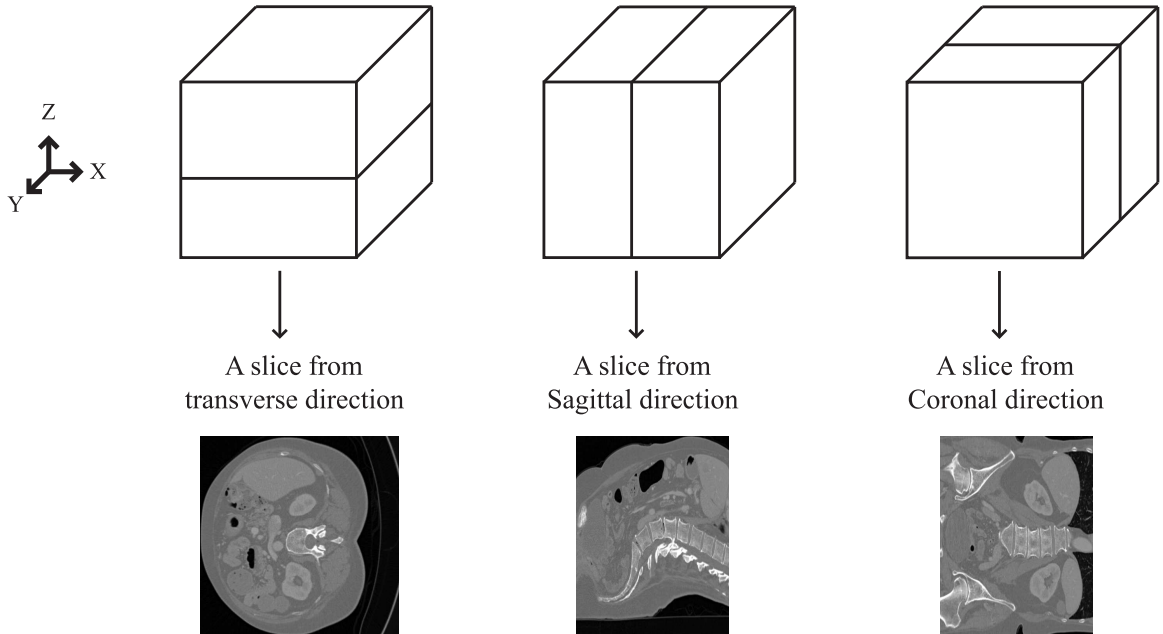 Z
X
Y
A slice from
transverse direction
A slice from
Sagittal direction
A slice from
Coronal direction